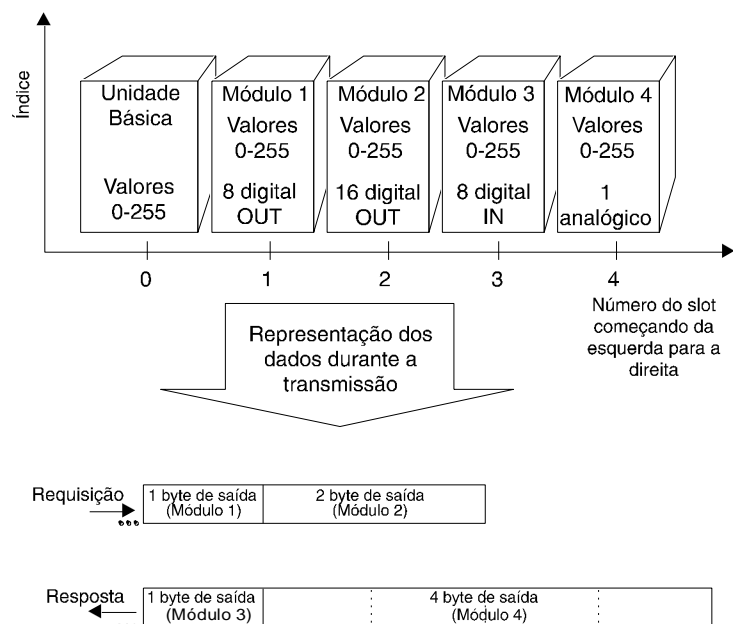 Índice
Unidade
Básica
Valores
0-255
Módulo 1
Valores
0-255
8 digital
OUT
Módulo 2
Valores
0-255
16 digital
OUT
Módulo 3
Valores
0-255
8 digital
IN
Módulo 4
Valores
0-255
1
analógico
0
1
2
3
4
Número do slot
começando da
esquerda para a
direita
Representação dos
dados durante a
transmissão
Requisição
1 byte de saída
(Módulo 1)
2 byte de saída
(Módulo 2)
Resposta
1 byte de saída
(Módulo 3)
4 byte de saída
(Módulo 4)